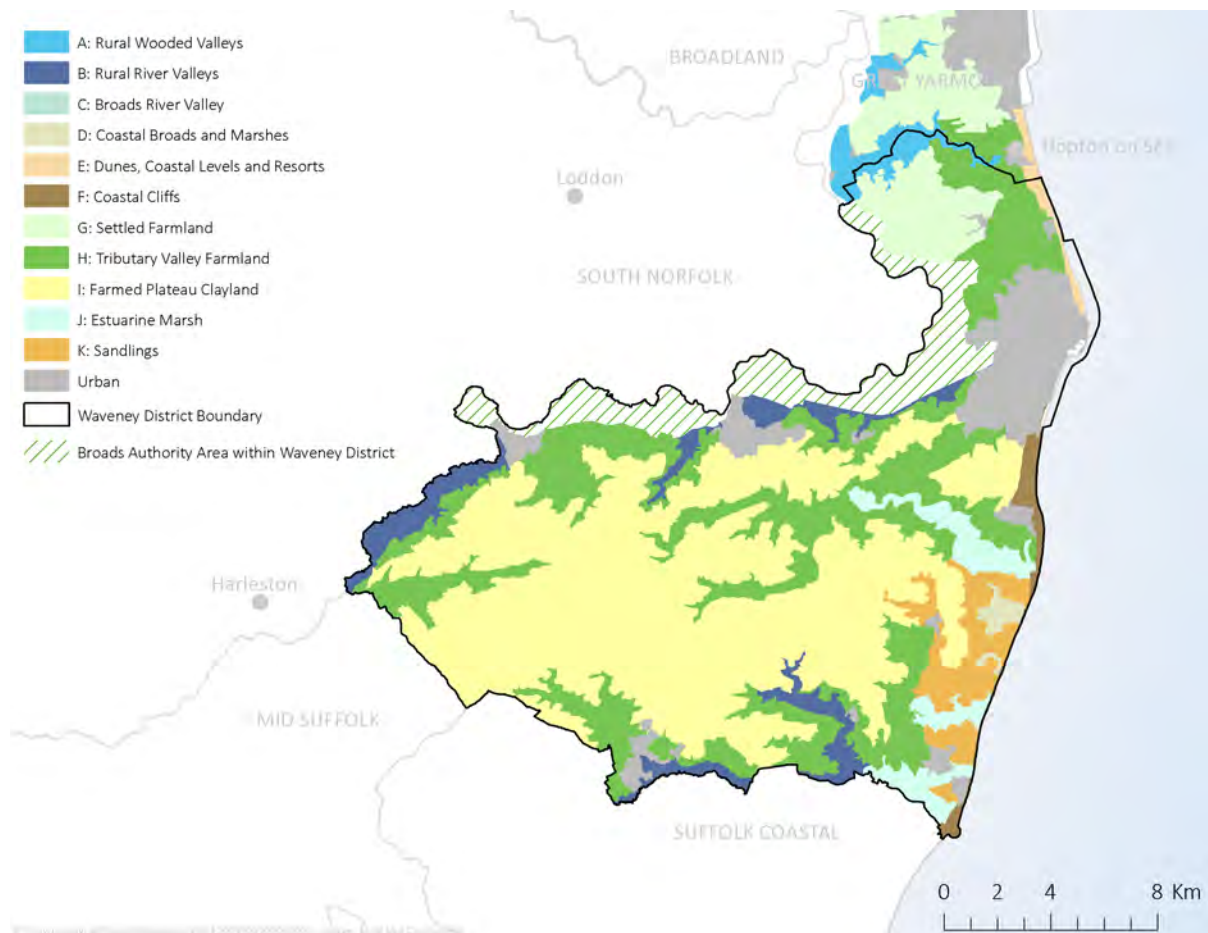 A: Rural Wooded Valleys
B: Rural River Valleys
C: Broads River Valley
D: Coastal Broads and Marshes
E: Dunes, Coastal Levels and Resorts
F: Coastal Cliffs
G: Settled Farmland
H: Tributary Valley Farmland
I: Farmed Plateau Clayland
J: Estuarine Marsh
K: Sandlings
Urban
Waveney District Boundary
Broads Authority Area within Waveney District
BROADLAND
Hopton on
Loddon
SOUTH NORFOLK
Harleston
MID SUFFOLK
SUFFOLK COASTAL
0 2 4 8 Km